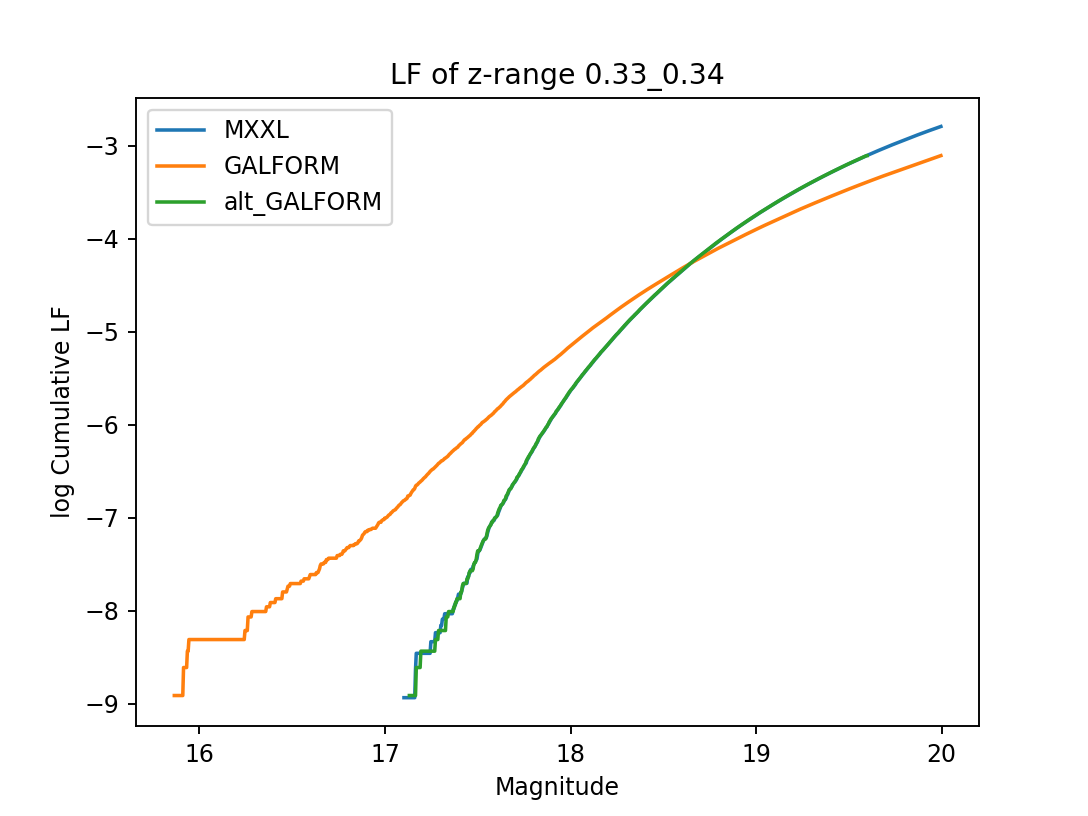 LF of z-range 0.33_0.34
MXXL
GALFORM
alt_GALFORM
log Cumulative LF
−3
−4
−5
−6
−7
−8
−9
16
17
18
19
20
Magnitude